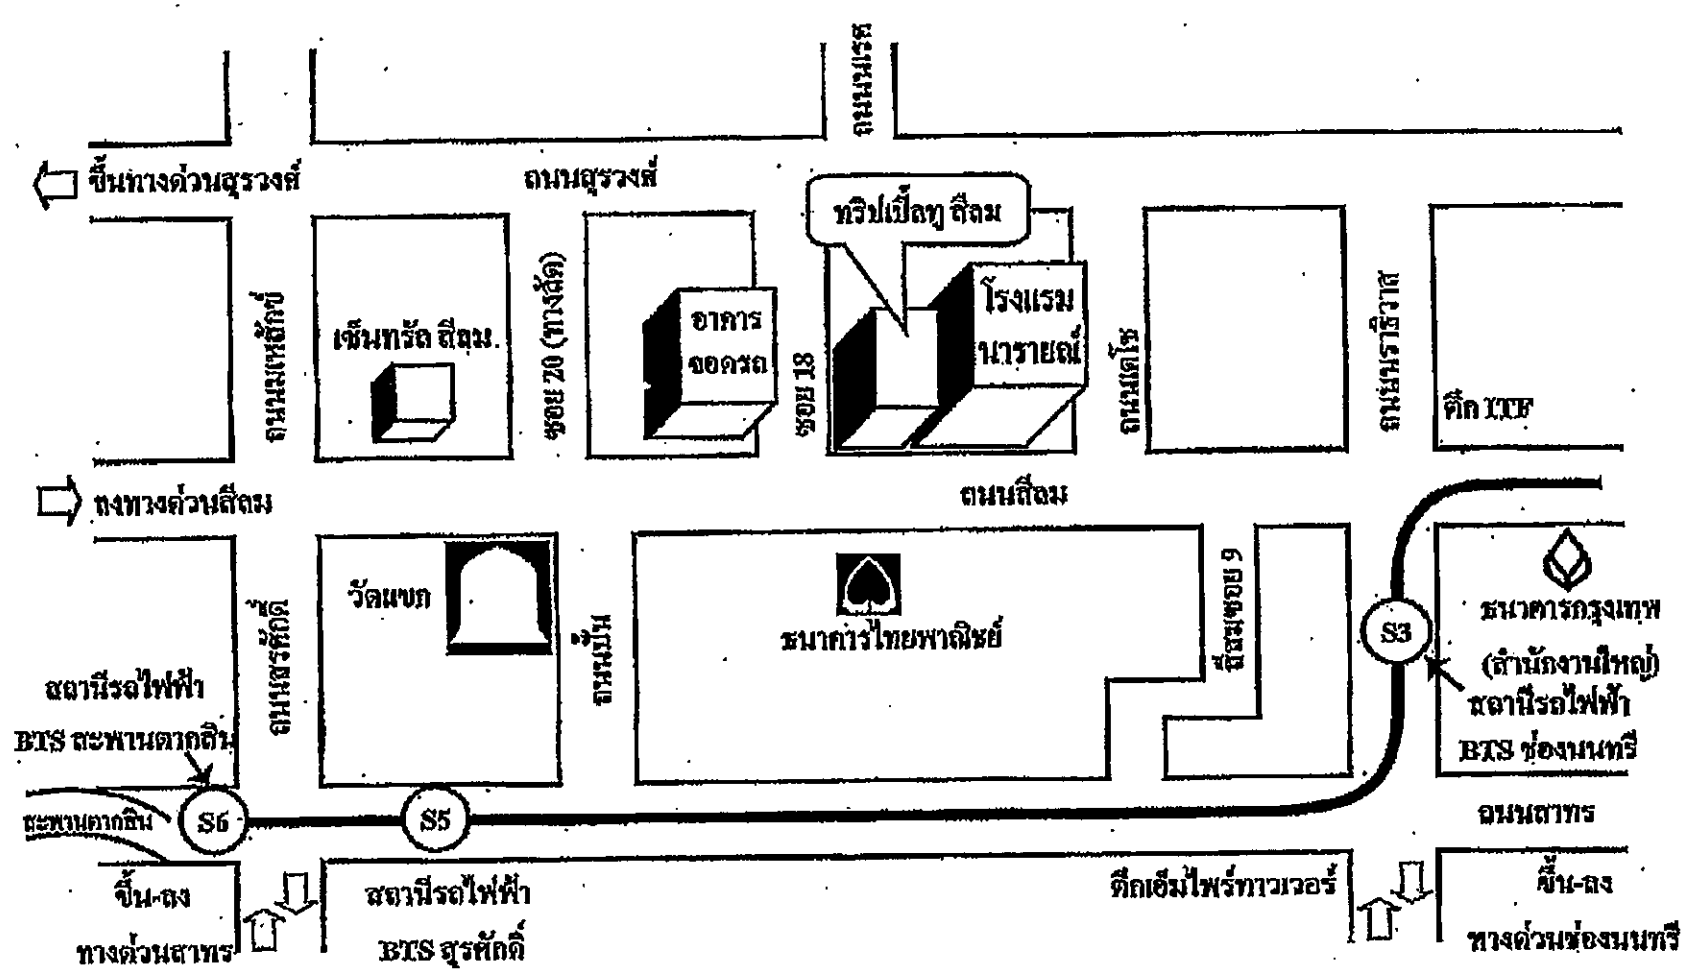 ถนนเรศ
ขึ้นทางด่วนสุรวงศ์
ถนนสุรวงศ์
ทริปเปิ้ลทู สีลม
ถนนมเหสักข์
เซ็นทรัล สีลม
ซอย 20 (ทางลัด)
อาคาร
จอดรถ
ซอย 18
โรงแรม
นารายณ์
ถนนเดโช
ถนนนราธิวาส
ตึก ITF
ลงทางด่วนสีลม
ถนนสีลม
วัดแขก
ถนนสุรศักดิ์
ถนนปั้น
ธนาคารไทยพาณิชย์
สีลมซอย 9
S3
ธนาคารกรุงเทพ
(สำนักงานใหญ่)
สถานีรถไฟฟ้า
BTS ช่องนนทรี
สถานีรถไฟฟ้า
BTS สะพานตากสิน
สะพานตากสิน
S6
S5
ถนนสาทร
ขึ้น-ลง
ทางด่วนสาทร
สถานีรถไฟฟ้า
BTS สุรศักดิ์
ตึกเอ็มไพร์ทาวเวอร์
ขึ้น-ลง
ทางด่วนช่องนนทรี